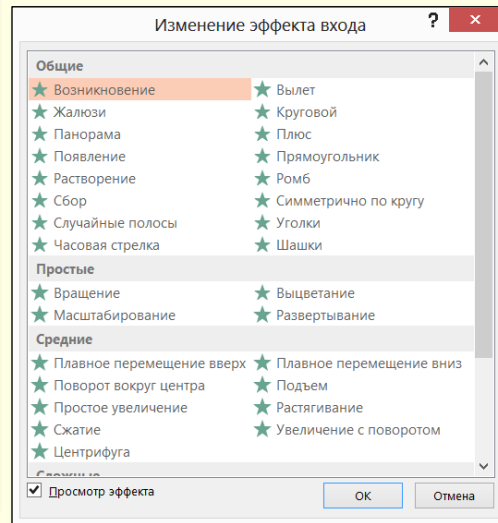 Изменение эффекта входа ?
Общие
Возникновение Вылет
Жалюзи Круговой
Панорама Плюс
Появление Прямоугольник
Растворение Ромб
Сбор Симметрично по кругу
Случайные полосы Уголки
Часовая стрелка Шашки
Простые
Вращение Выцветание
Масштабирование Развертывание
Средние
Плавное перемещение вверх Плавное перемещение вниз
Поворот вокруг центра Подъем
Простое увеличение Растягивание
Сжатие Увеличение с поворотом
Центрифуга
Сложные
Просмотр эффекта ОК Отмена